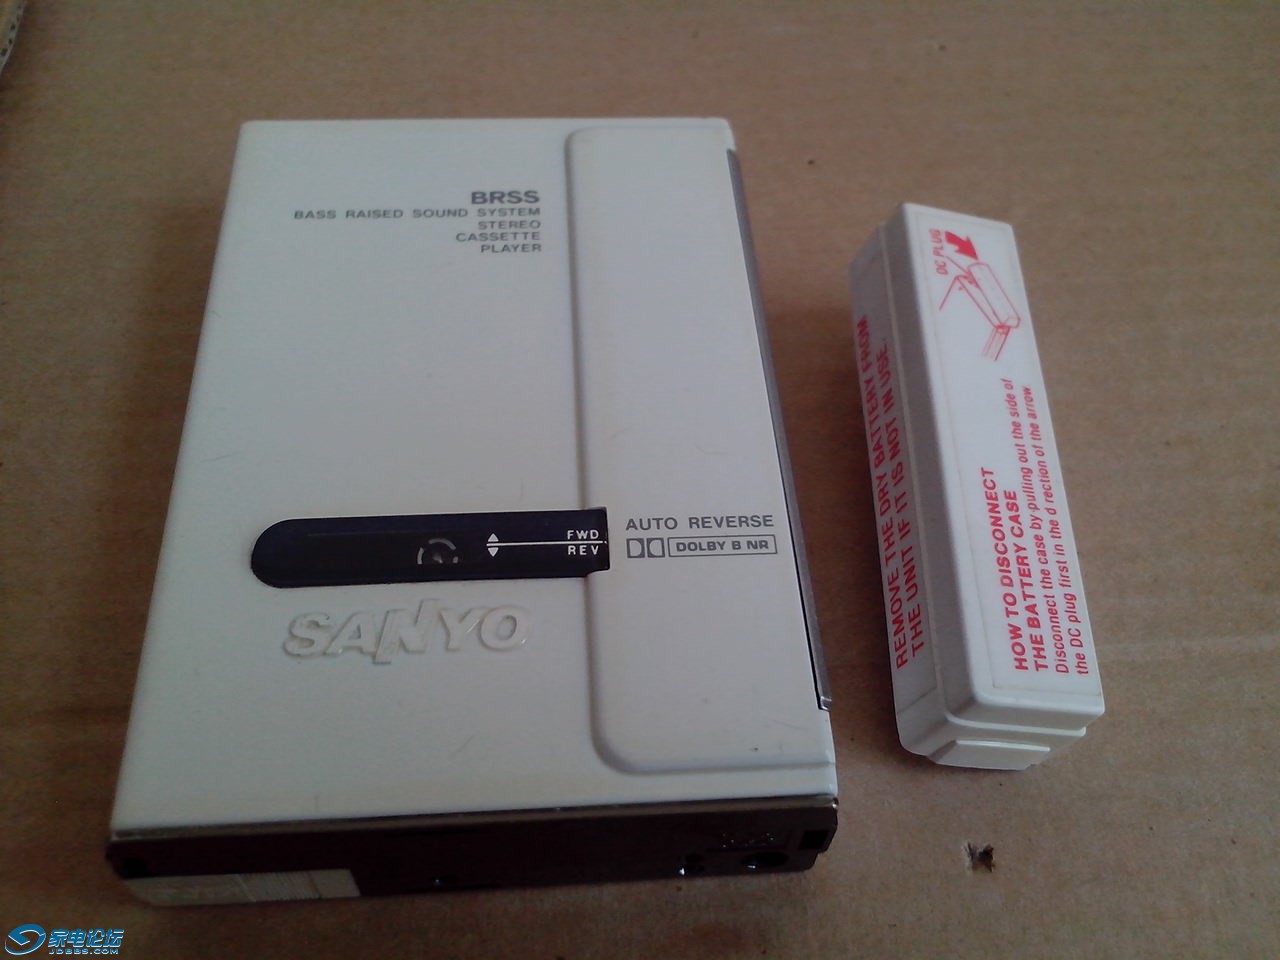 BRSS
BASS RAISED SOUND SYSTEM
STEREO
CASSETTE
PLAYER
FWD
REV
AUTO REVERSE
DOLBY B NR
SANYO
REMOVE THE DRY BATTERY FROM
THE UNIT IF IT IS NOT IN USE.
DC PLUG
HOW TO DISCONNECT
THE BATTERY CASE
Disconnect the case by pulling out the side of
the DC plug first in the d rection of the arrow.
家电论坛
JDBBS.COM